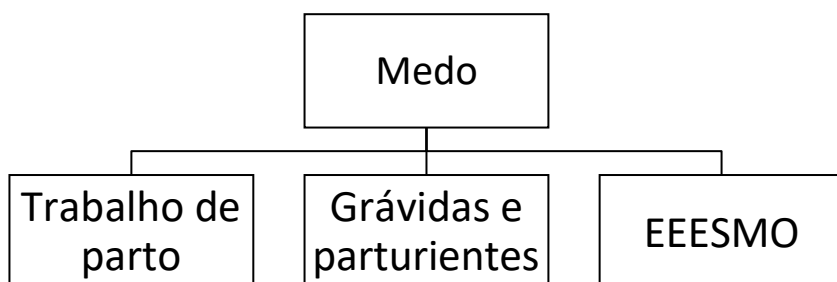 Medo
Trabalho de
parto
Grávidas e
parturientes
EEESMO